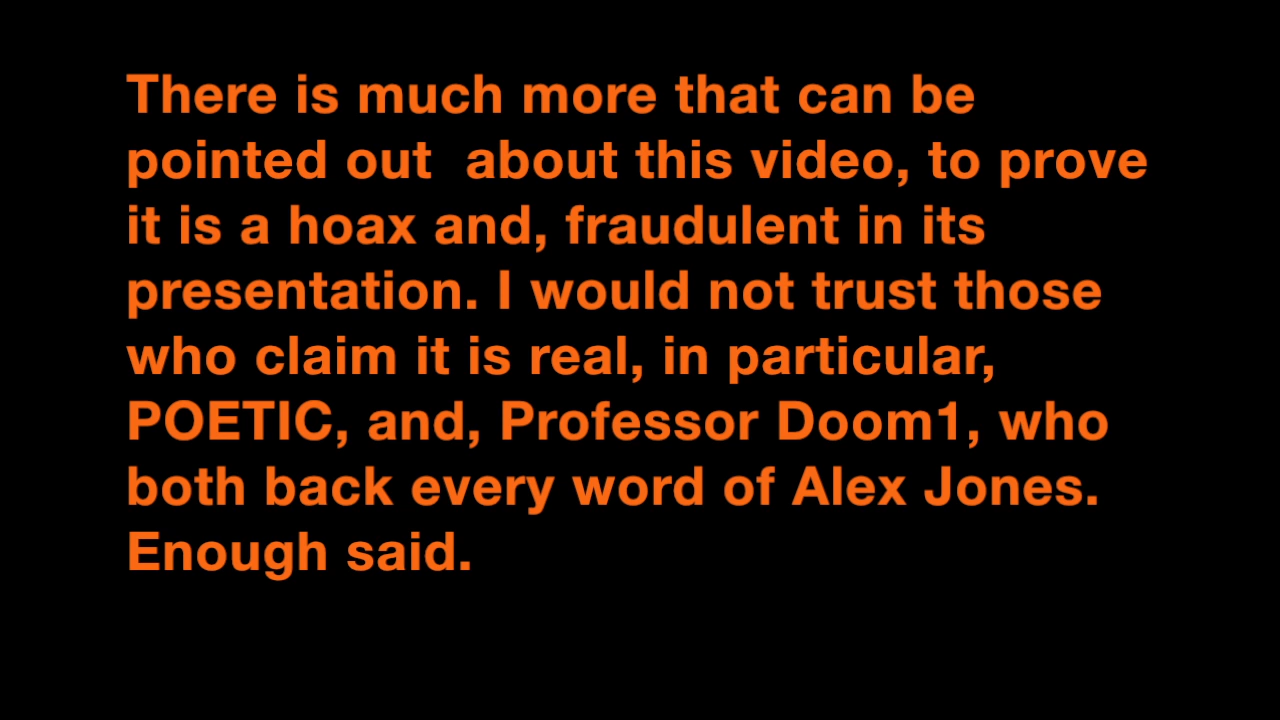 There is much more that can be
pointed out  about this video, to prove
it is a hoax and, fraudulent in its
presentation. I would not trust those
who claim it is real, in particular,
POETIC, and, Professor Doom1, who
both back every word of Alex Jones.
Enough said.